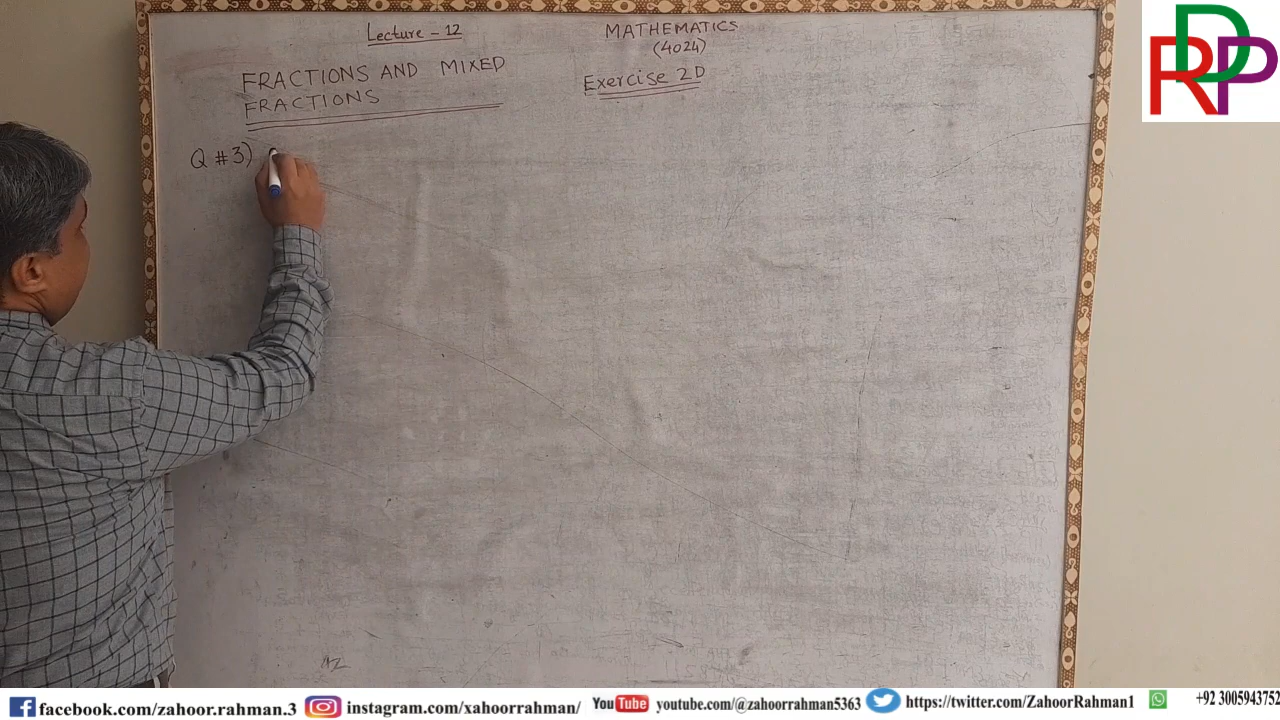 Lecture - 12
MATHEMATICS
(4024)
FRACTIONS AND MIXED
FRACTIONS
Exercise 2D
Q # 3)
RDP
facebook.com/zahoor.rahman.3
instagram.com/xahoorrahman/
YouTube youtube.com/@zahoorrahman5363
https://twitter.com/ZahoorRahman1
+92 3005943752